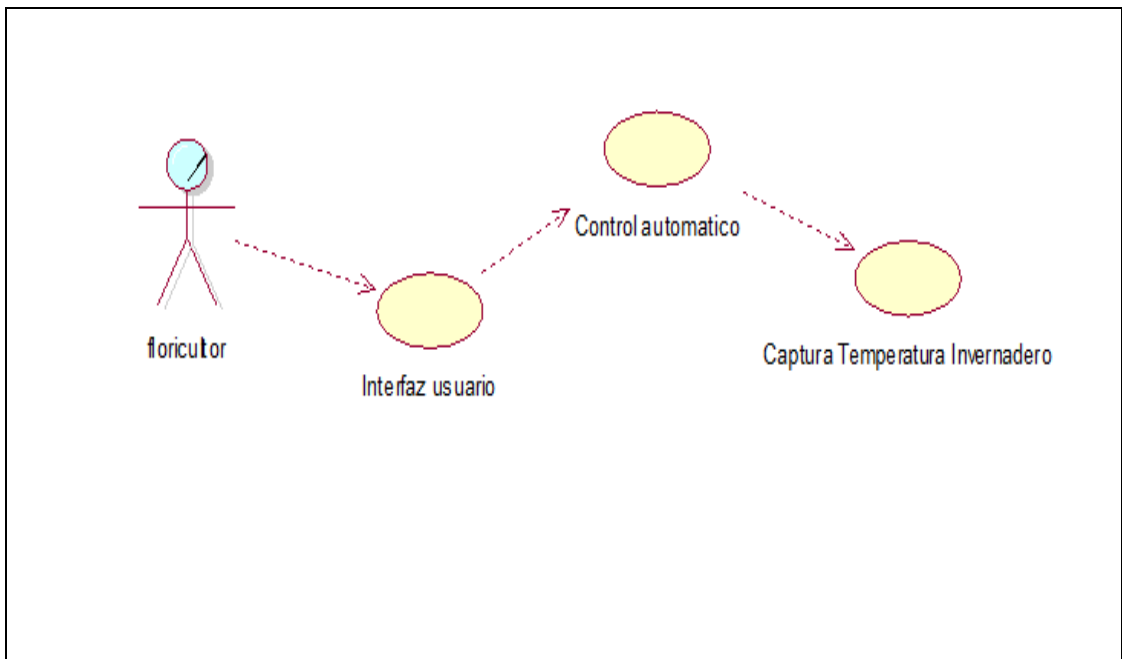 Control automatico
floricultor
Captura Temperatura Invernadero
Interfaz usuario